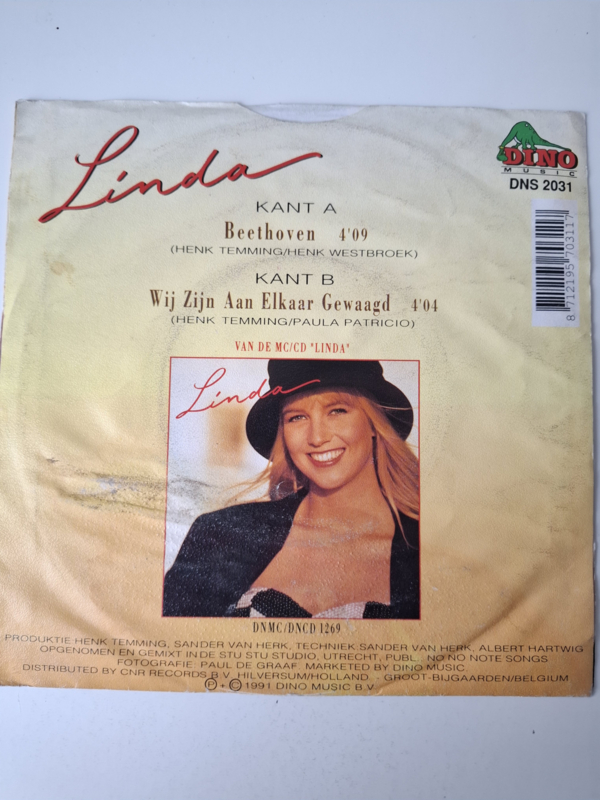 Linda
DINO
MUSIC
DNS 2031
KANT A
Beethoven 4'09
(HENK TEMMING/HENK WESTBROEK)
KANT B
Wij Zijn Aan Elkaar Gewaagd 4'04
(HENK TEMMING/PAULA PATRICIO)
8 712195 703117
VAN DE MC/CD "LINDA"
Linda
DNMC/DNCD 1269
PRODUKTIE:HENK TEMMING, SANDER VAN HERK, TECHNIEK:SANDER VAN HERK, ALBERT HARTWIG
OPGENOMEN EN GEMIXT IN DE STU STU STUDIO, UTRECHT, PUBL. NO NO NOTE SONGS
FOTOGRAFIE PAUL DE GRAAF. MARKETED BY DINO MUSIC.
DISTRIBUTED BY CNR RECORDS B.V. HILVERSUM/HOLLAND. - GROOT-BIJGAARDEN/BELGIUM
Ⓟ + © 1991 DINO MUSIC B.V.